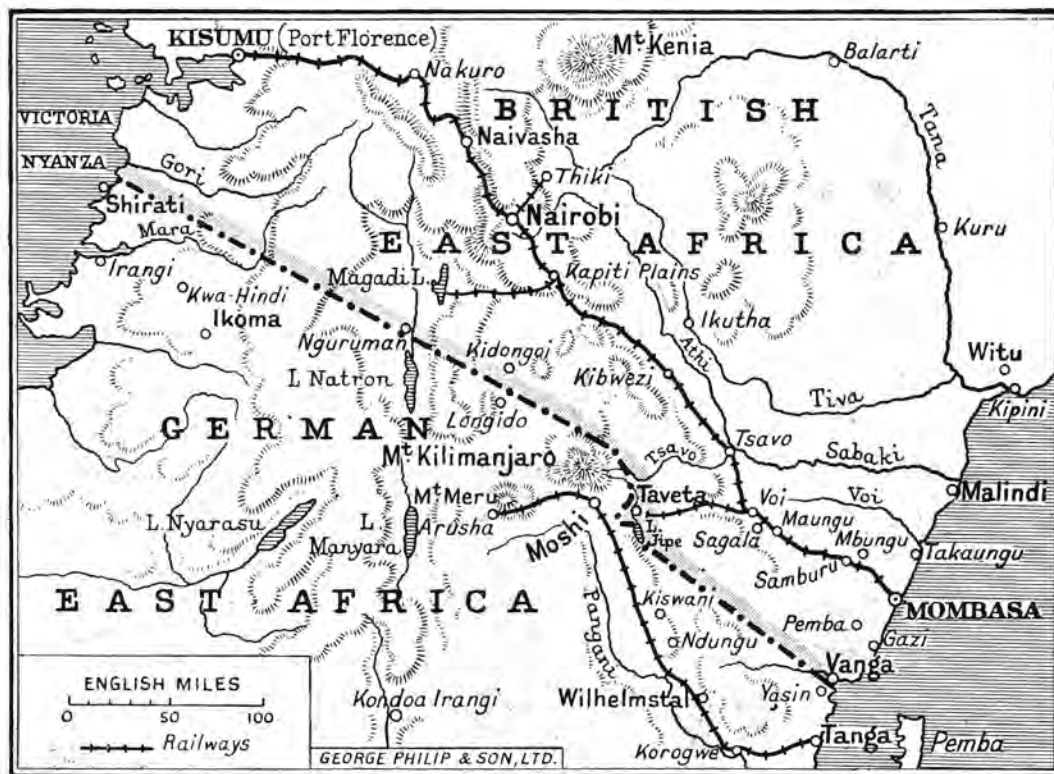 KISUMU (Port Florence)
Mt Kenia
Balarti
Nakuro
BRITISH
VICTORIA
NYANZA
Naivasha
Tana
Gori
Thiki
Shirati
Nairobi
Kuru
Mara
EAST AFRICA
Irangi
Magadi L.
Kapiti Plains
Kwa-Hindi
Ikoma
Ikutha
Nguruman
Athi
Kidongoi
Witu
L Natron
Kibwezi
Tiva
Kipini
Longido
GERMAN
Tsavo
Mt Kilimanjaro
Tsavo
Sabaki
Mt Meru
Taveta
Voi
Voi
Malindi
L. Nyarasu
L.
Manyara
Arusha
Moshi
L.
Jipe
Sagala
Maungu
Mbungu
Takaungu
Samburu
EAST AFRICA
MOMBASA
Pangani
Kiswani
Pemba
Ndungu
Gazi
Vanga
ENGLISH MILES
0 50 100
Railways
Kondoa Irangi
Wilhelmstal
Yasin
Korogwe
Tanga
Pemba
GEORGE PHILIP & SON, LTD.